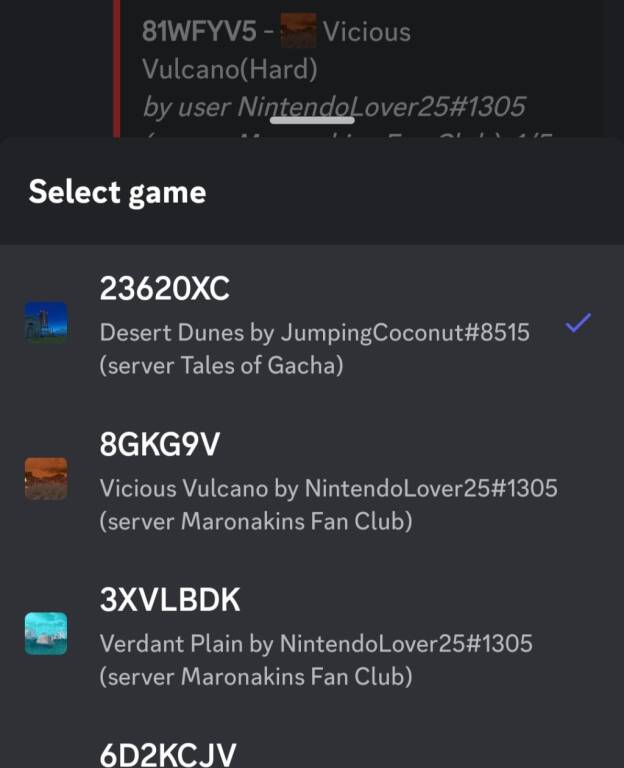 81WFYV5 - Vicious
Vulcano(Hard)
by user NintendoLover25#1305
Select game
23620XC
Desert Dunes by JumpingCoconut#8515
(server Tales of Gacha)
8GKG9V
Vicious Vulcano by NintendoLover25#1305
(server Maronakins Fan Club)
3XVLBDK
Verdant Plain by NintendoLover25#1305
(server Maronakins Fan Club)
6D2KCJV